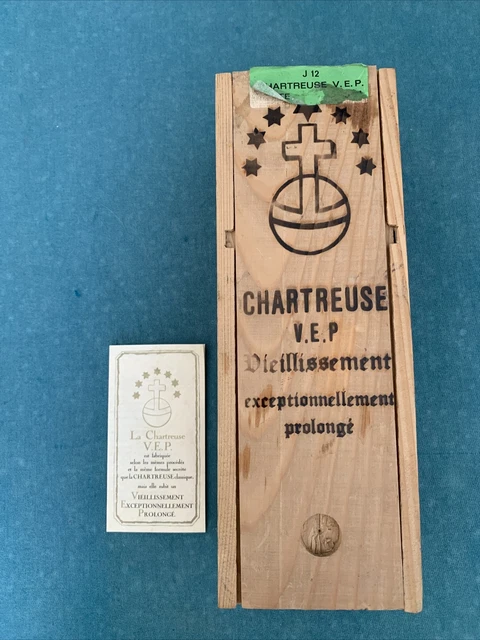 J 12
CHARTREUSE V.E.P.
CHARTREUSE
V.E.P
Vieillissement
exceptionnellement
prolongé
La Chartreuse
V.E.P.
est fabriquée
selon les mêmes procédés
et la même formule secrète
que la CHARTREUSE classique,
mais elle subit un
VIEILLISSEMENT
EXCEPTIONNELLEMENT
PROLONGÉ.